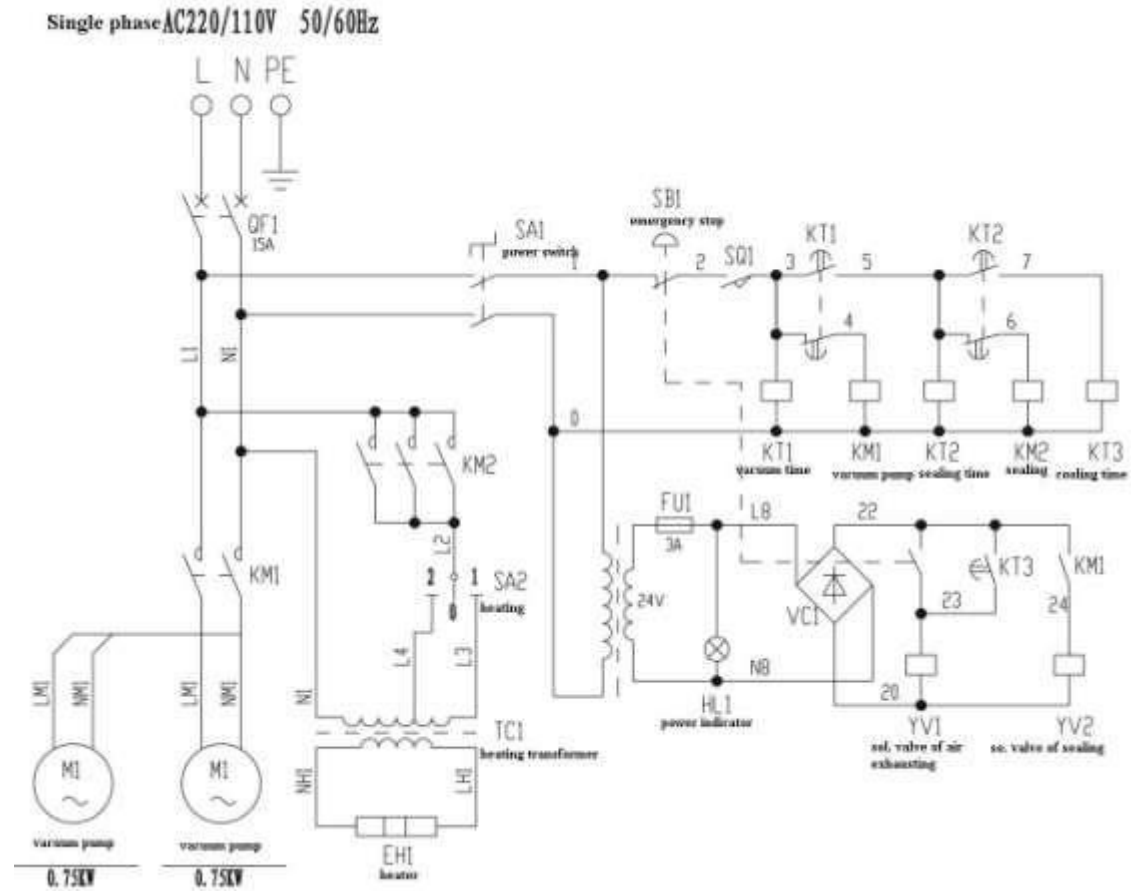 Single phase AC220/110V 50/60Hz
L N PE
QF1
15A
SA1
power switch
1
SB1
emergency stop
2
SQ1
3
KT1
5
KT2
7
4
6
L1
N1
0
KT1
vacuum time
KM1
vacuum pump
KT2
sealing time
KM2
sealing
KT3
cooling time
KM2
L2
2
1
0
SA2
heating
KM1
L4
L3
N1
TC1
heating transformer
NH1
LH1
EH1
heater
LM1
NM1
LM1
NM1
M1
M1
vacuum pump
0.75KW
vacuum pump
0.75KW
FU1
3A
24V
L8
N8
HL1
power indicator
VC1
22
KT3
KM1
23
24
20
YV1
sol. valve of air
exhausting
YV2
so. valve of sealing